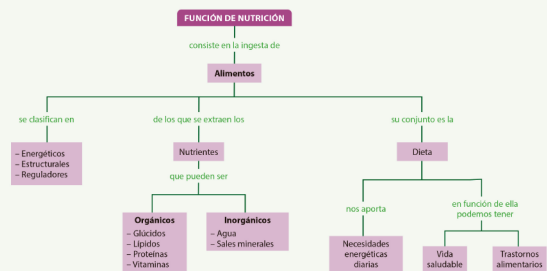 FUNCIÓN DE NUTRICIÓN
consiste en la ingesta de
Alimentos
se clasifican en
de los que se extraen los
su conjunto es la
– Energéticos
– Estructurales
– Reguladores
Nutrientes
Dieta
que pueden ser
nos aporta
en función de ella
podemos tener
Orgánicos
– Glúcidos
– Lípidos
– Proteínas
– Vitaminas
Inorgánicos
– Agua
– Sales minerales
Necesidades
energéticas
diarias
Vida
saludable
Trastornos
alimentarios